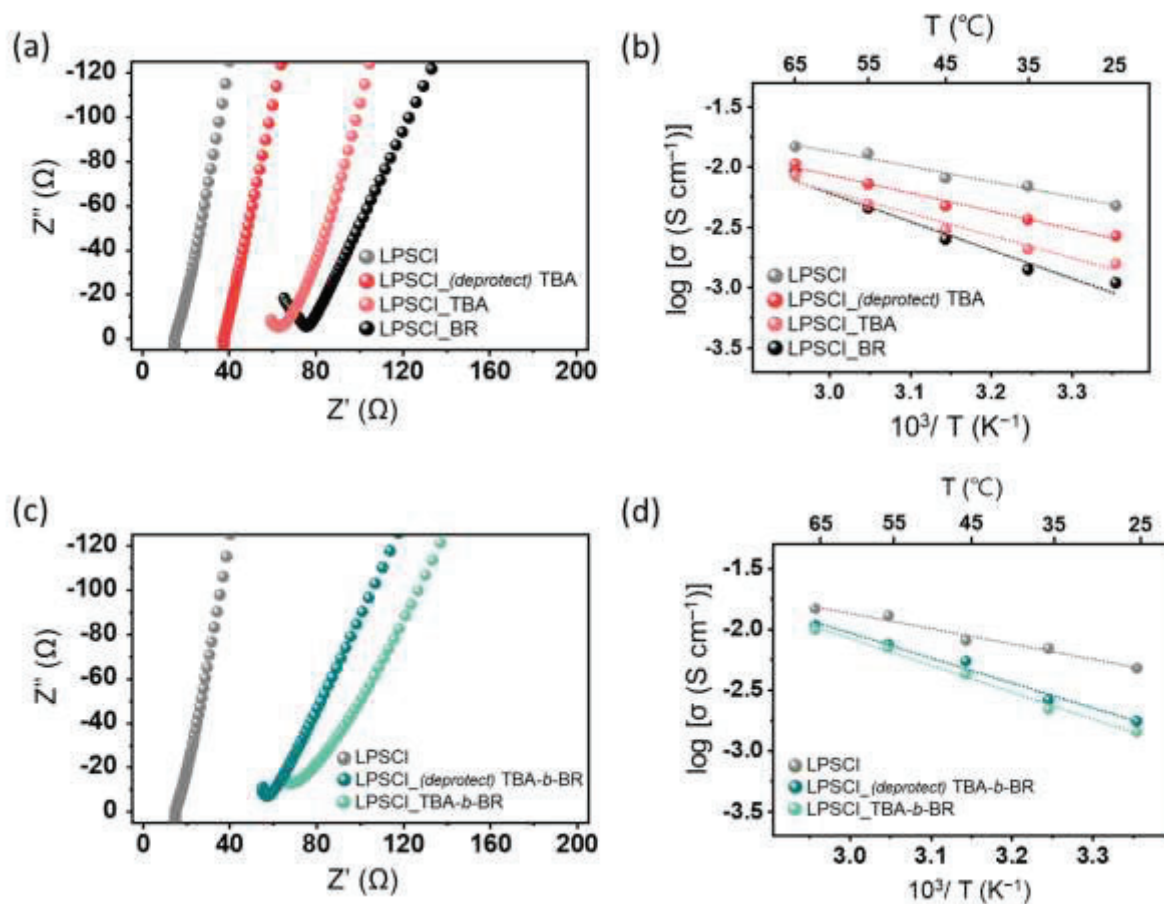 (a)
-120
-100
-80
-60
-40
-20
0
Z'' (Ω)
LPSCl
LPSCl_(deprotect) TBA
LPSCl_TBA
LPSCl_BR
0 40 80 120 160 200
Z' (Ω)
(b)
T (℃)
65 55 45 35 25
-1.5
-2.0
-2.5
-3.0
-3.5
log [σ (S cm⁻¹)]
LPSCl
LPSCl_(deprotect) TBA
LPSCl_TBA
LPSCl_BR
3.0 3.1 3.2 3.3
10³/ T (K⁻¹)
(c)
-120
-100
-80
-60
-40
-20
0
Z'' (Ω)
LPSCl
LPSCl_(deprotect) TBA-b-BR
LPSCl_TBA-b-BR
0 40 80 120 160 200
Z' (Ω)
(d)
T (℃)
65 55 45 35 25
-1.5
-2.0
-2.5
-3.0
-3.5
log [σ (S cm⁻¹)]
LPSCl
LPSCl_(deprotect) TBA-b-BR
LPSCl_TBA-b-BR
3.0 3.1 3.2 3.3
10³/ T (K⁻¹)